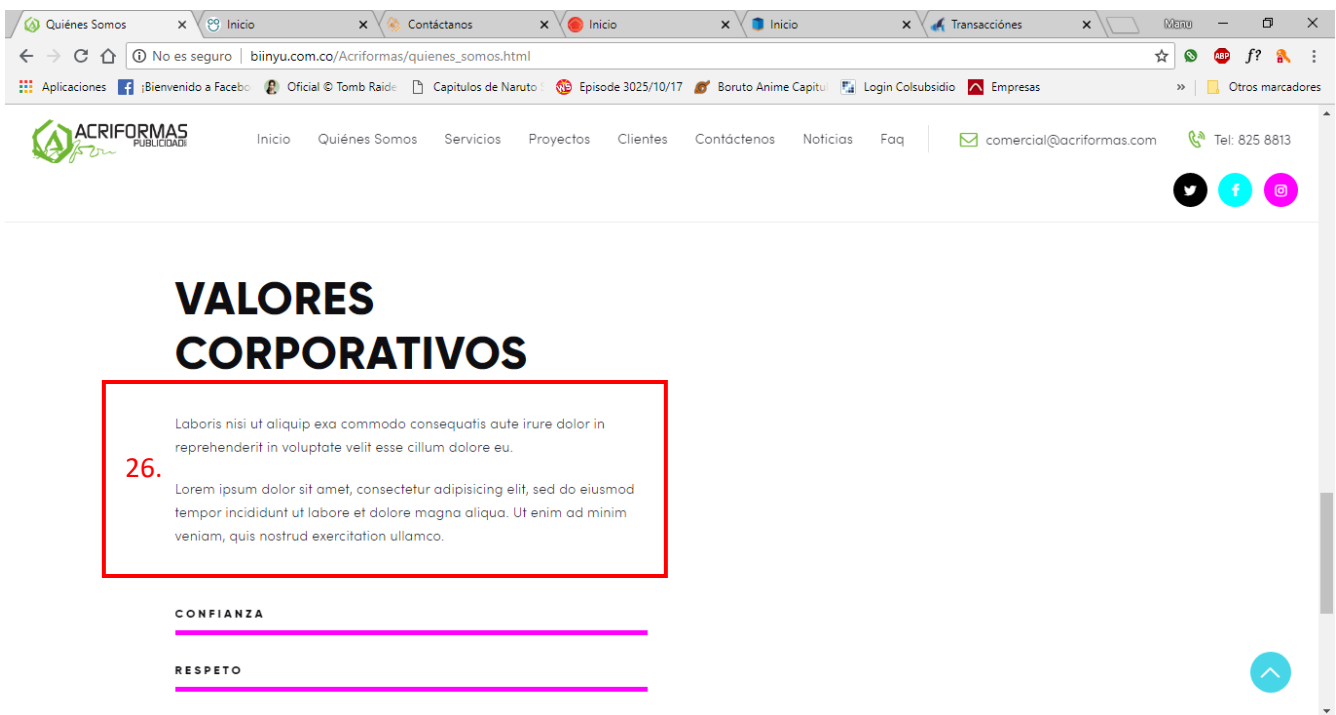 Quiénes Somos Inicio Contáctanos Inicio Inicio Transacciónes Manu
No es seguro | biinyu.com.co/Acriformas/quienes_somos.html ABP f?
Aplicaciones ¡Bienvenido a Facebo Oficial © Tomb Raide Capitulos de Naruto S Episode 3025/10/17 Boruto Anime Capitul Login Colsubsidio Empresas » Otros marcadores
ACRIFORMAS
PUBLICIDAD
Inicio Quiénes Somos Servicios Proyectos Clientes Contáctenos Noticias Faq comercial@acriformas.com Tel: 825 8813
VALORES
CORPORATIVOS
26.
Laboris nisi ut aliquip exa commodo consequatis aute irure dolor in
reprehenderit in voluptate velit esse cillum dolore eu.
Lorem ipsum dolor sit amet, consectetur adipisicing elit, sed do eiusmod
tempor incididunt ut labore et dolore magna aliqua. Ut enim ad minim
veniam, quis nostrud exercitation ullamco.
CONFIANZA
RESPETO